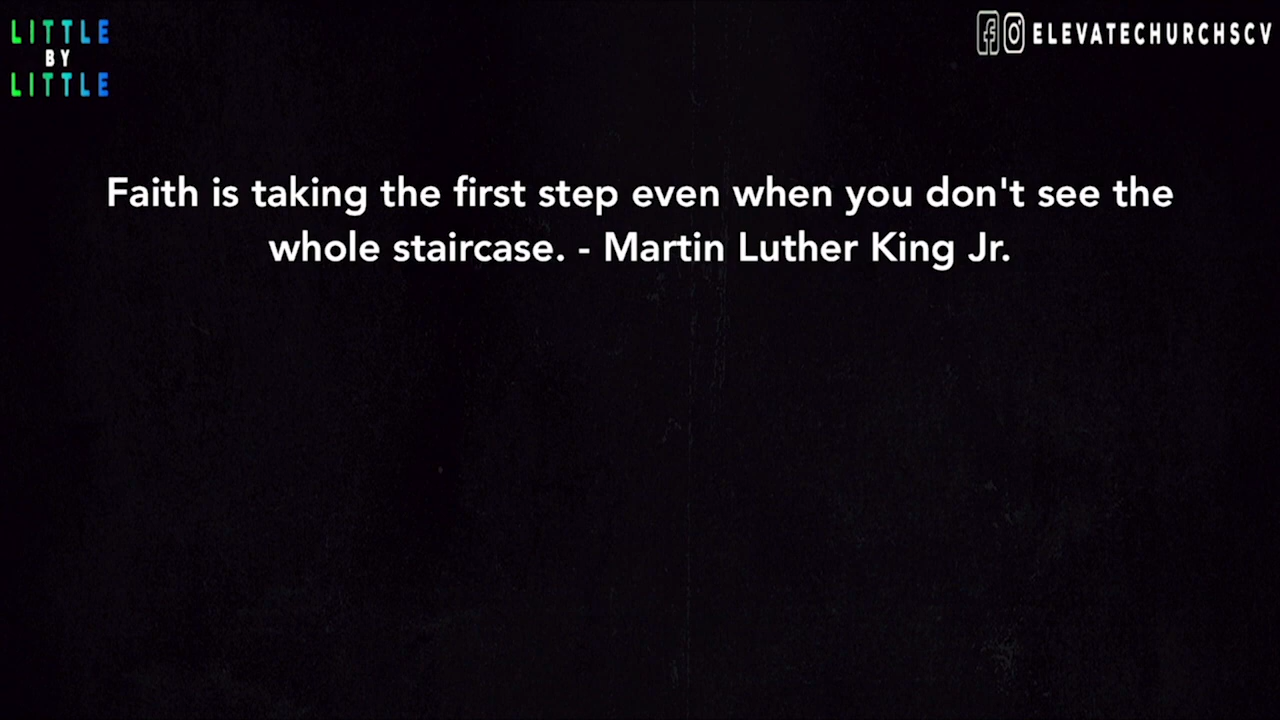 LITTLE
BY
LITTLE
ELEVATECHURCHSCV
Faith is taking the first step even when you don't see the
whole staircase. - Martin Luther King Jr.